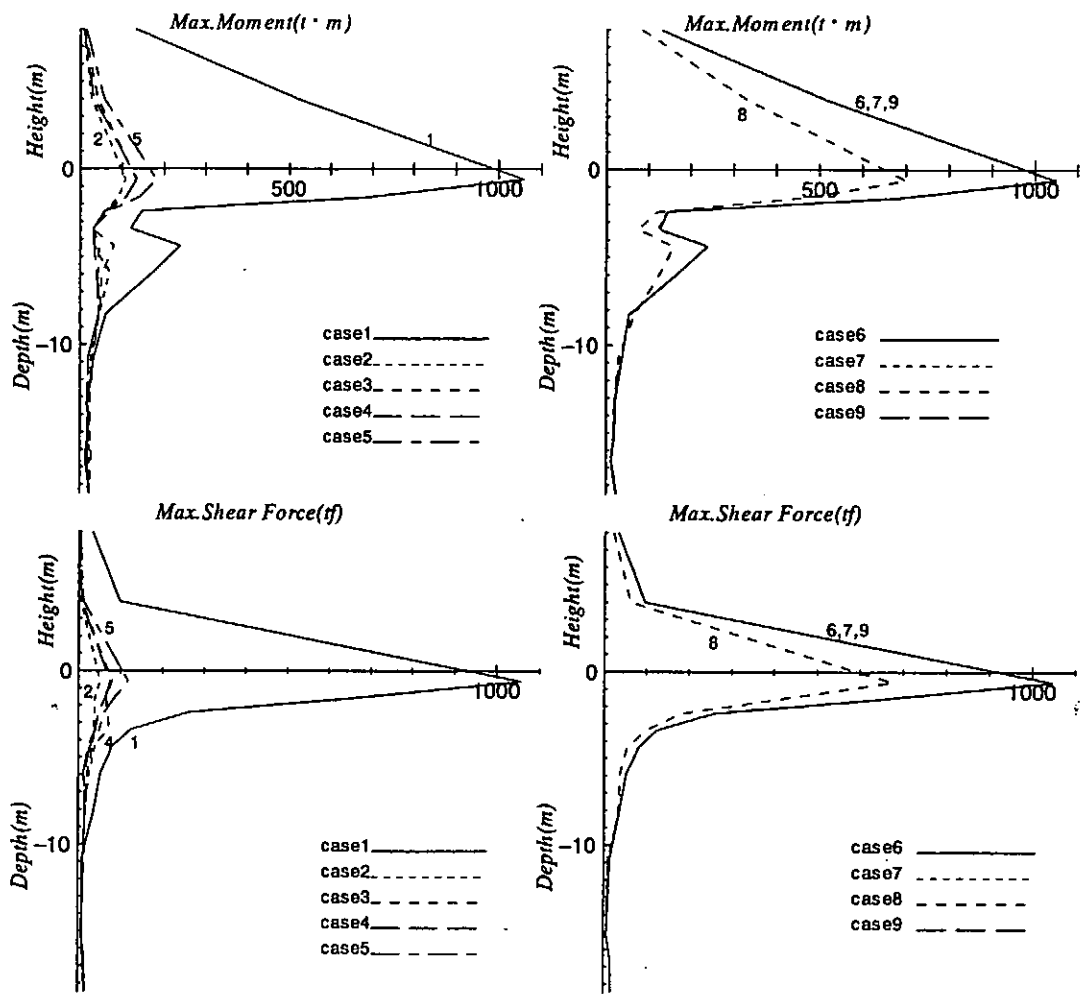 Max.Moment(t・m)
Height(m)
2
5
1
0
500
1000
Depth(m)
-10
case1
case2
case3
case4
case5
Max.Moment(t・m)
Height(m)
6,7,9
8
0
500
1000
Depth(m)
-10
case6
case7
case8
case9
Max.Shear Force(tf)
Height(m)
5
0
1000
2
4
1
Depth(m)
-10
case1
case2
case3
case4
case5
Max.Shear Force(tf)
Height(m)
6,7,9
8
0
1000
Depth(m)
-10
case6
case7
case8
case9